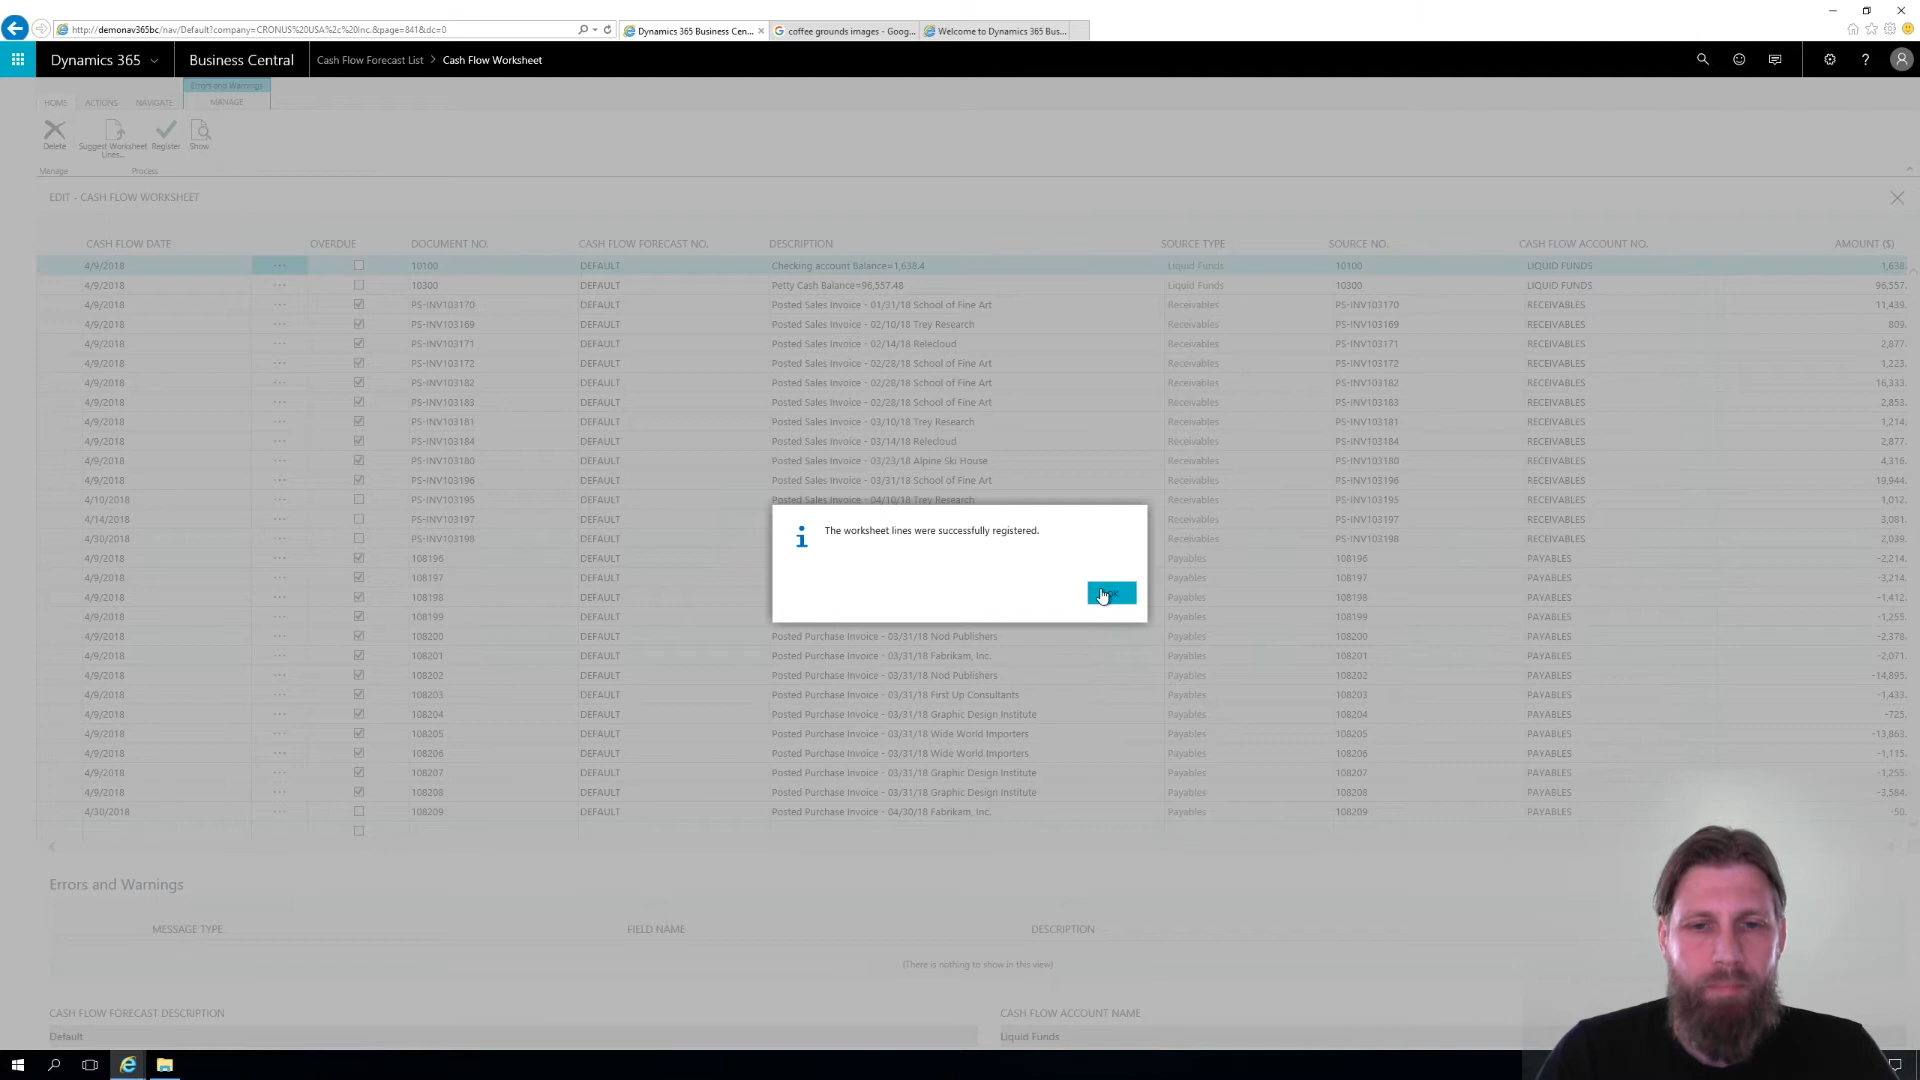 http://demonav365bc/nav/Default?company=CRONUS%20USA%2c%20Inc.&page=841&dc=0
Dynamics 365 Business Cen...
coffee grounds images - Goog...
Welcome to Dynamics 365 Bus...
Dynamics 365
Business Central
Cash Flow Forecast List > Cash Flow Worksheet
Errors and Warnings
HOME ACTIONS NAVIGATE MANAGE
Delete
Suggest Worksheet Lines...
Register
Show
Manage
Process
EDIT - CASH FLOW WORKSHEET
CASH FLOW DATE OVERDUE DOCUMENT NO. CASH FLOW FORECAST NO. DESCRIPTION SOURCE TYPE SOURCE NO. CASH FLOW ACCOUNT NO. AMOUNT ($)
4/9/2018 ... 10100 DEFAULT Checking account Balance=1,638.4 Liquid Funds 10100 LIQUID FUNDS 1,638.
4/9/2018 ... 10300 DEFAULT Petty Cash Balance=96,557.48 Liquid Funds 10300 LIQUID FUNDS 96,557.
4/9/2018 ... PS-INV103170 DEFAULT Posted Sales Invoice - 01/31/18 School of Fine Art Receivables PS-INV103170 RECEIVABLES 11,439.
4/9/2018 ... PS-INV103169 DEFAULT Posted Sales Invoice - 02/10/18 Trey Research Receivables PS-INV103169 RECEIVABLES 809.
4/9/2018 ... PS-INV103171 DEFAULT Posted Sales Invoice - 02/14/18 Relecloud Receivables PS-INV103171 RECEIVABLES 2,877.
4/9/2018 ... PS-INV103172 DEFAULT Posted Sales Invoice - 02/28/18 School of Fine Art Receivables PS-INV103172 RECEIVABLES 1,223.
4/9/2018 ... PS-INV103182 DEFAULT Posted Sales Invoice - 02/28/18 School of Fine Art Receivables PS-INV103182 RECEIVABLES 16,333.
4/9/2018 ... PS-INV103183 DEFAULT Posted Sales Invoice - 02/28/18 School of Fine Art Receivables PS-INV103183 RECEIVABLES 2,853.
4/9/2018 ... PS-INV103181 DEFAULT Posted Sales Invoice - 03/10/18 Trey Research Receivables PS-INV103181 RECEIVABLES 1,214.
4/9/2018 ... PS-INV103184 DEFAULT Posted Sales Invoice - 03/14/18 Relecloud Receivables PS-INV103184 RECEIVABLES 2,877.
4/9/2018 ... PS-INV103180 DEFAULT Posted Sales Invoice - 03/23/18 Alpine Ski House Receivables PS-INV103180 RECEIVABLES 4,316.
4/9/2018 ... PS-INV103196 DEFAULT Posted Sales Invoice - 03/31/18 School of Fine Art Receivables PS-INV103196 RECEIVABLES 19,944.
4/10/2018 ... PS-INV103195 DEFAULT Posted Sales Invoice - 04/10/18 Trey Research Receivables PS-INV103195 RECEIVABLES 1,012.
4/14/2018 ... PS-INV103197 DEFAULT Receivables PS-INV103197 RECEIVABLES 3,081.
4/30/2018 ... PS-INV103198 DEFAULT Receivables PS-INV103198 RECEIVABLES 2,039.
4/9/2018 ... 108196 DEFAULT Payables 108196 PAYABLES -2,214.
4/9/2018 ... 108197 DEFAULT Payables 108197 PAYABLES -3,214.
4/9/2018 ... 108198 DEFAULT Payables 108198 PAYABLES -1,412.
4/9/2018 ... 108199 DEFAULT Payables 108199 PAYABLES -1,255.
4/9/2018 ... 108200 DEFAULT Posted Purchase Invoice - 03/31/18 Nod Publishers Payables 108200 PAYABLES -2,378.
4/9/2018 ... 108201 DEFAULT Posted Purchase Invoice - 03/31/18 Fabrikam, Inc. Payables 108201 PAYABLES -2,071.
4/9/2018 ... 108202 DEFAULT Posted Purchase Invoice - 03/31/18 Nod Publishers Payables 108202 PAYABLES -14,895.
4/9/2018 ... 108203 DEFAULT Posted Purchase Invoice - 03/31/18 First Up Consultants Payables 108203 PAYABLES -1,433.
4/9/2018 ... 108204 DEFAULT Posted Purchase Invoice - 03/31/18 Graphic Design Institute Payables 108204 PAYABLES -725.
4/9/2018 ... 108205 DEFAULT Posted Purchase Invoice - 03/31/18 Wide World Importers Payables 108205 PAYABLES -13,863.
4/9/2018 ... 108206 DEFAULT Posted Purchase Invoice - 03/31/18 Wide World Importers Payables 108206 PAYABLES -1,115.
4/9/2018 ... 108207 DEFAULT Posted Purchase Invoice - 03/31/18 Graphic Design Institute Payables 108207 PAYABLES -1,255.
4/9/2018 ... 108208 DEFAULT Posted Purchase Invoice - 03/31/18 Graphic Design Institute Payables 108208 PAYABLES -3,584.
4/30/2018 ... 108209 DEFAULT Posted Purchase Invoice - 04/30/18 Fabrikam, Inc. Payables 108209 PAYABLES -50.
The worksheet lines were successfully registered.
Errors and Warnings
MESSAGE TYPE FIELD NAME DESCRIPTION
(There is nothing to show in this view)
CASH FLOW FORECAST DESCRIPTION CASH FLOW ACCOUNT NAME
Default Liquid Funds